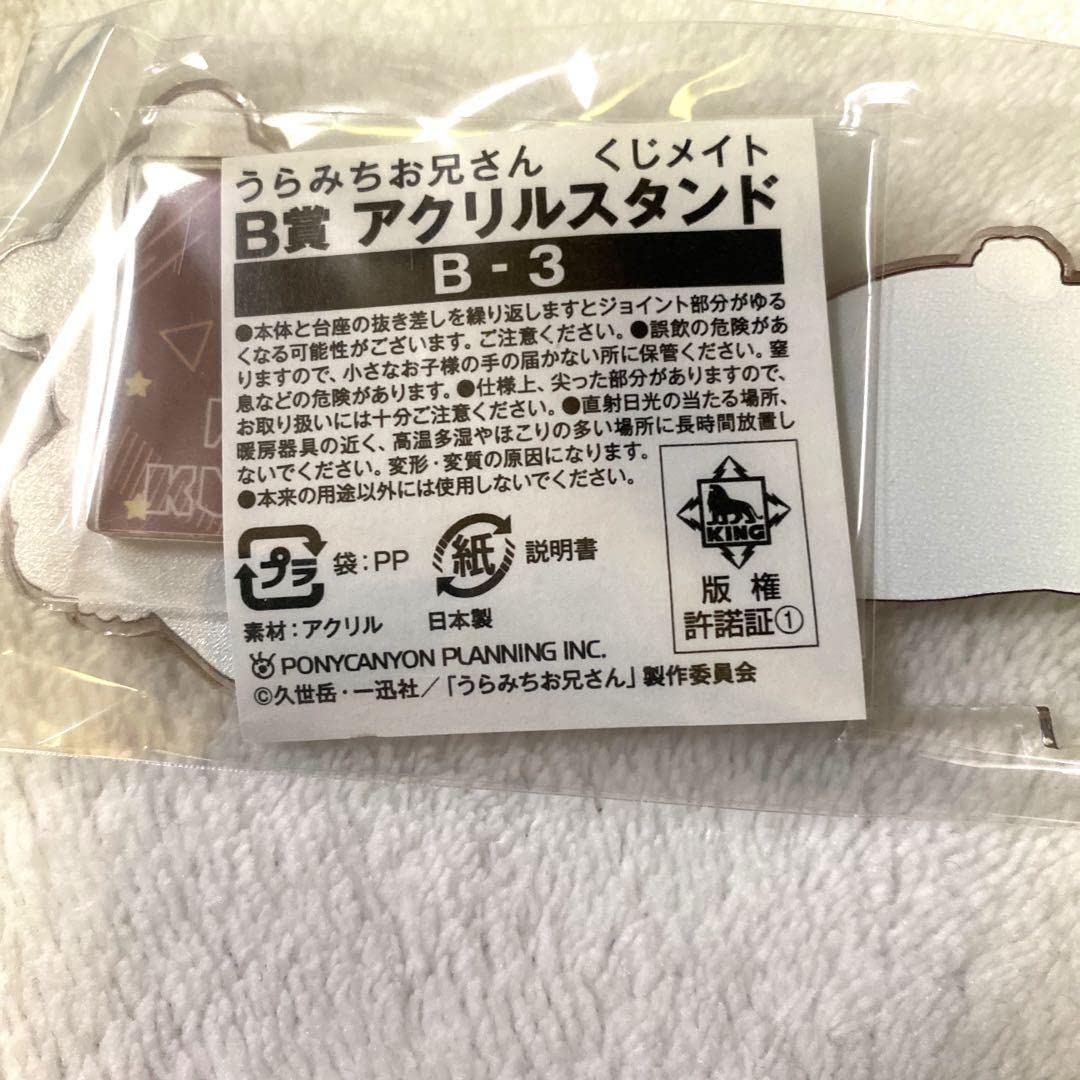 うらみちお兄さん　くじメイト
B賞 アクリルスタンド
B - 3
●本体と台座の抜き差しを繰り返しますとジョイント部分がゆる
くなる可能性がございます。ご注意ください。●誤飲の危険があ
りますので、小さなお子様の手の届かない所に保管ください。窒
息などの危険があります。●仕様上、尖った部分がありますので、
お取り扱いには十分ご注意ください。●直射日光の当たる場所、
暖房器具の近く、高温多湿やほこりの多い場所に長時間放置し
ないでください。変形・変質の原因になります。
●本来の用途以外には使用しないでください。
プラ 袋:PP 紙 説明書
素材:アクリル 日本製
KING
版権
許諾証①
PONYCANYON PLANNING INC.
©久世岳・一迅社／「うらみちお兄さん」製作委員会